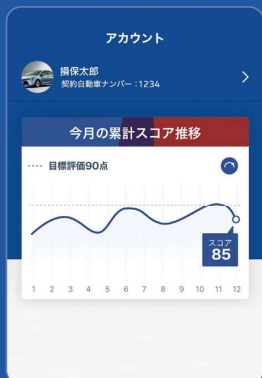 アカウント
損保太郎
契約自動車ナンバー：1234
今月の累計スコア推移
---- 目標評価90点
スコア
85
1 2 3 4 5 6 7 8 9 10 11 12